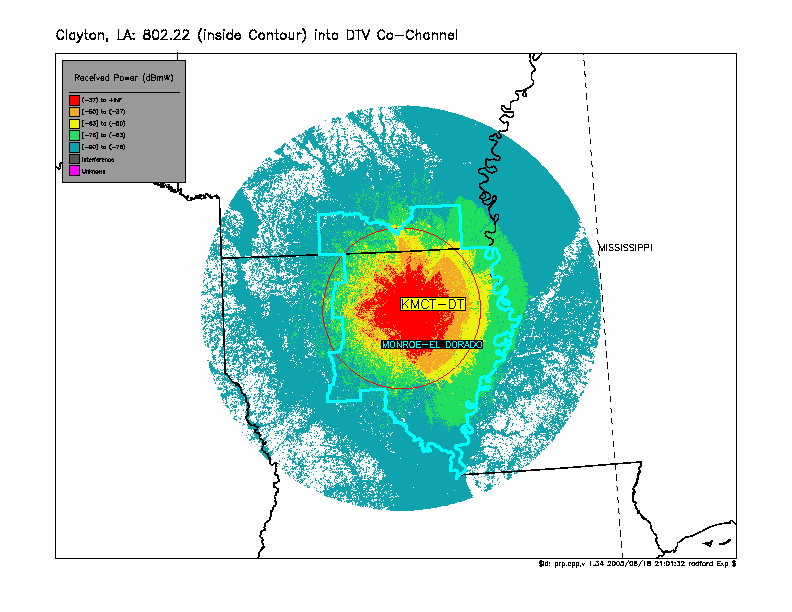 Clayton, LA: 802.22 (inside Contour) into DTV Co-Channel
Received Power (dBmW)
[-37) to +INF
[-50) to (-37)
[-63) to (-50)
[-76) to (-63)
[-90) to (-76)
Interference
Unknown
MISSISSIPPI
KMCT-DT
MONROE-EL DORADO
$Id: prp.cpp,v 1.34 2005/08/18 21:01:32 radford Exp $